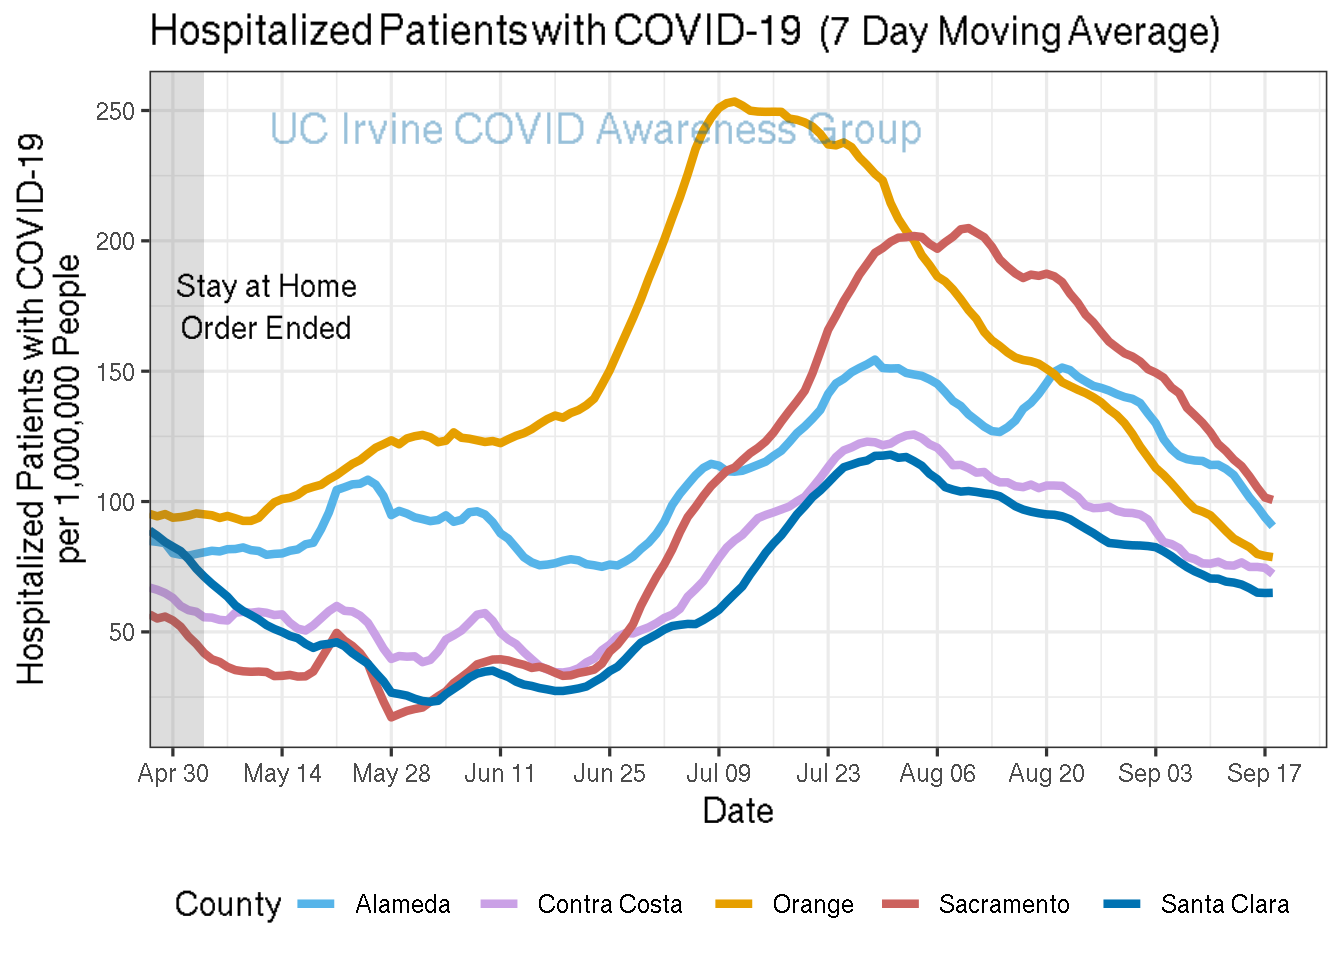 Hospitalized Patients with COVID-19 (7 Day Moving Average)
UC Irvine COVID Awareness Group
Hospitalized Patients with COVID-19
per 1,000,000 People
250
200
150
100
50
Stay at Home
Order Ended
Apr 30 May 14 May 28 Jun 11 Jun 25 Jul 09 Jul 23 Aug 06 Aug 20 Sep 03 Sep 17
Date
County Alameda Contra Costa Orange Sacramento Santa Clara